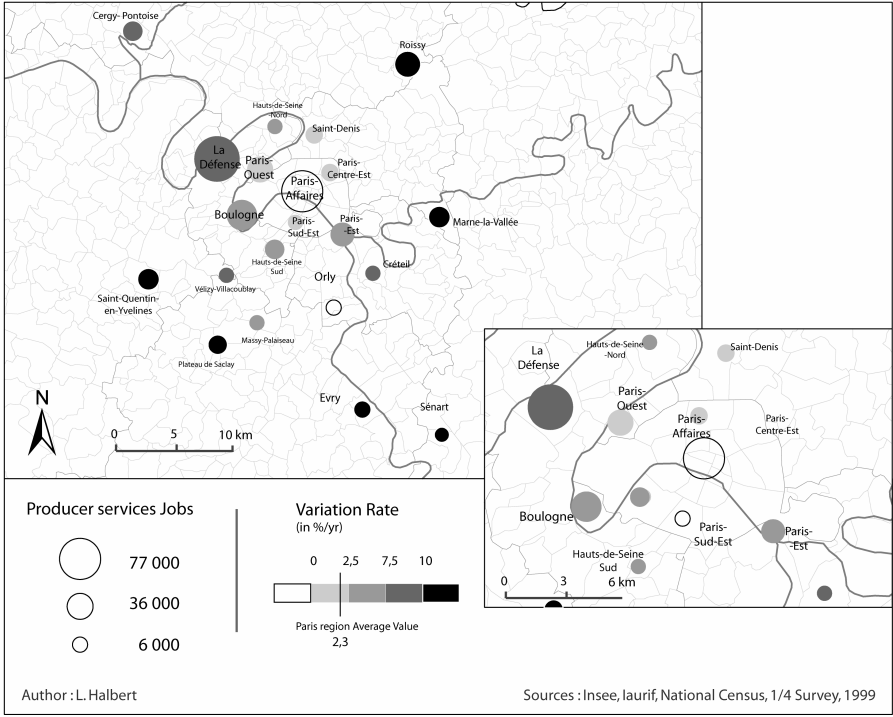 Cergy- Pontoise
Roissy
Hauts-de-Seine
-Nord
Saint-Denis
La
Défense
Paris-
Ouest
Paris-
Centre-Est
Paris-
Affaires
Boulogne
Paris-
Sud-Est
Paris-
-Est
Marne-la-Vallée
Hauts-de-Seine
Sud
Créteil
Orly
Vélizy-Villacoublay
Saint-Quentin-
en-Yvelines
Massy-Palaiseau
Plateau de Saclay
Evry
Sénart
N
0 5 10 km
La
Défense
Hauts-de-Seine
-Nord
Saint-Denis
Paris-
Ouest
Paris-
Affaires
Paris-
Centre-Est
Boulogne
Paris-
Sud-Est
Paris-
-Est
Hauts-de-Seine
Sud
0 3 6 km
Producer services Jobs
77 000
36 000
6 000
Variation Rate
(in %/yr)
0 2,5 7,5 10
Paris region Average Value
2,3
Author : L. Halbert
Sources : Insee, Iaurif, National Census, 1/4 Survey, 1999